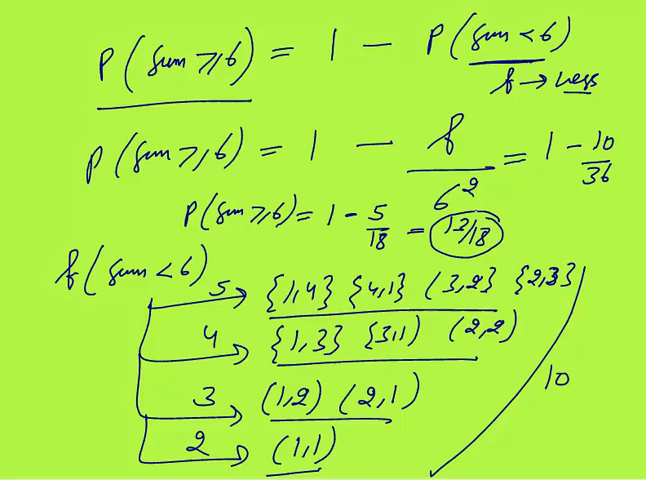 P(sum ≥ 6) = 1 - P(sum < 6)
f → less
P(sum ≥ 6) = 1 - f/6² = 1 - 10/36
P(sum ≥ 6) = 1 - 5/18 = 13/18
f(sum < 6)
5 → {1,4} {4,1} (3,2} {2,3}
4 → {1,3} {3,1) (2,2)
3 → (1,2) (2,1)
10
2 → (1,1)